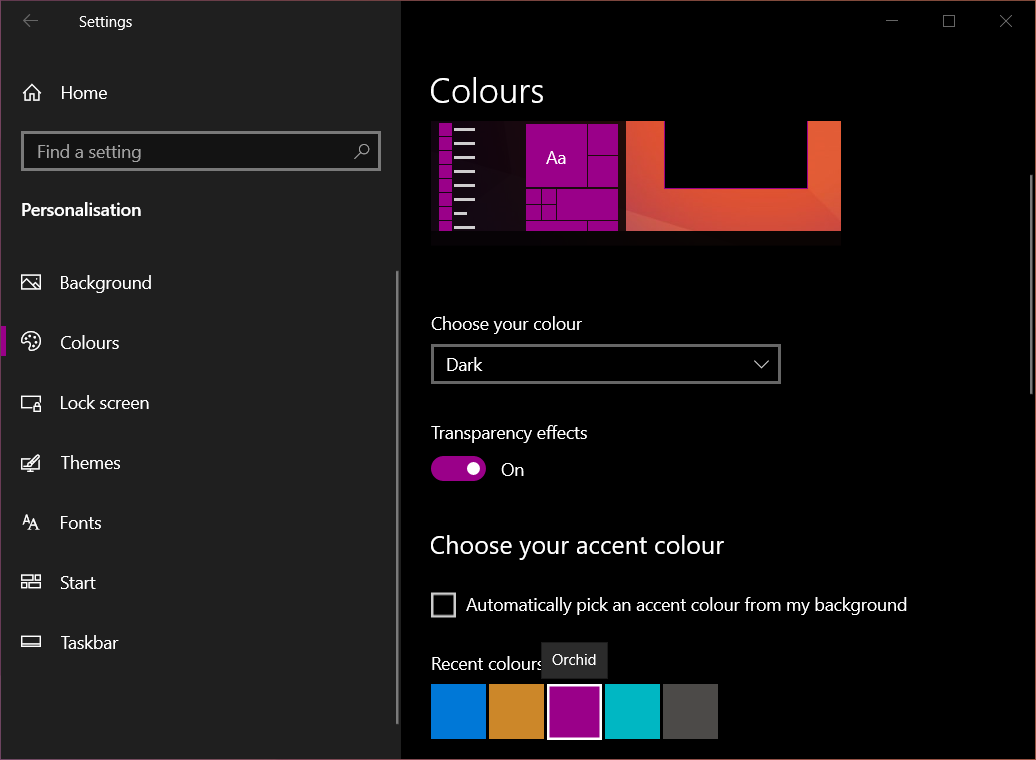 Settings
Home
Find a setting
Personalisation
Background
Colours
Lock screen
Themes
Fonts
Start
Taskbar
Colours
Aa
Choose your colour
Dark
Transparency effects
On
Choose your accent colour
Automatically pick an accent colour from my background
Orchid
Recent colours